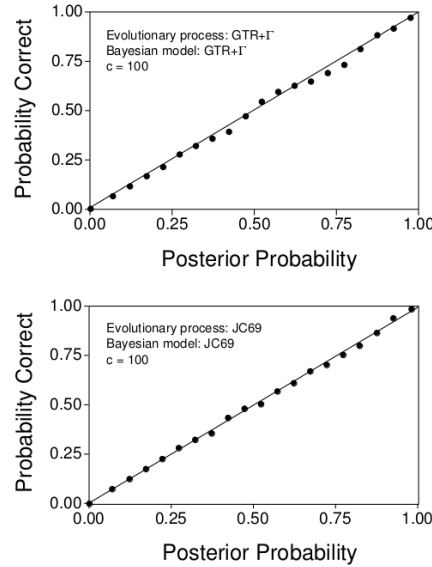 1.00
0.75
0.50
0.25
0.00
Probability Correct
Evolutionary process: GTR+Γ
Bayesian model: GTR+Γ
c = 100
0.00 0.25 0.50 0.75 1.00
Posterior Probability
1.00
0.75
0.50
0.25
0.00
Probability Correct
Evolutionary process: JC69
Bayesian model: JC69
c = 100
0.00 0.25 0.50 0.75 1.00
Posterior Probability